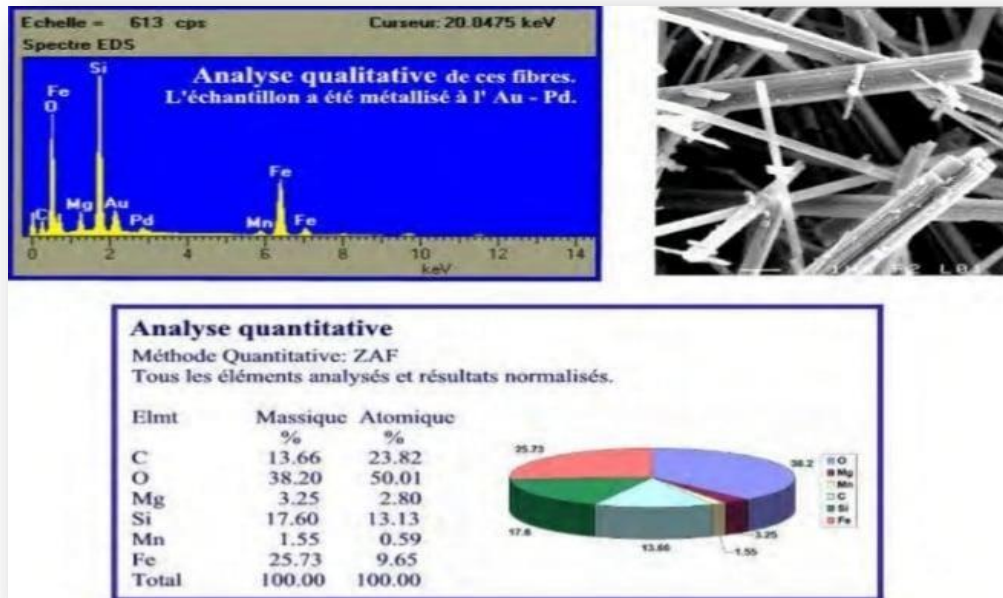 Echelle = 613 cps Curseur: 20.0475 keV
Spectre EDS
Analyse qualitative de ces fibres.
L'échantillon a été métallisé à l' Au - Pd.
Si
Fe
O
C
Mg
Au
Pd
Mn
Fe
Fe
0 2 4 6 8 10 12 14
keV
Analyse quantitative
Méthode Quantitative: ZAF
Tous les éléments analysés et résultats normalisés.
Elmt Massique Atomique
% %
C 13.66 23.82
O 38.20 50.01
Mg 3.25 2.80
Si 17.60 13.13
Mn 1.55 0.59
Fe 25.73 9.65
Total 100.00 100.00
25.73
38.2
17.6
13.66
1.55
3.25
O
Mg
Mn
C
Si
Fe